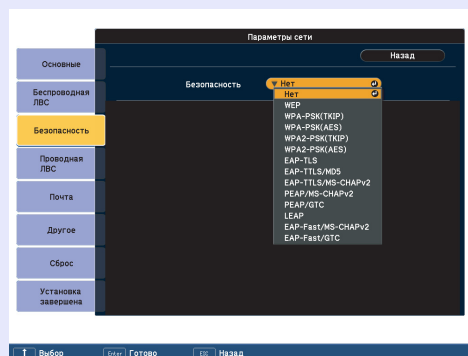 Параметры сети
Назад
Основные
Беспроводная
ЛВС
Безопасность
Проводная
ЛВС
Почта
Другое
Сброс
Установка
завершена
Безопасность
Нет
Нет
WEP
WPA-PSK(TKIP)
WPA-PSK(AES)
WPA2-PSK(TKIP)
WPA2-PSK(AES)
EAP-TLS
EAP-TTLS/MD5
EAP-TTLS/MS-CHAPv2
PEAP/MS-CHAPv2
PEAP/GTC
LEAP
EAP-Fast/MS-CHAPv2
EAP-Fast/GTC
Выбор Enter Готово ESC Назад